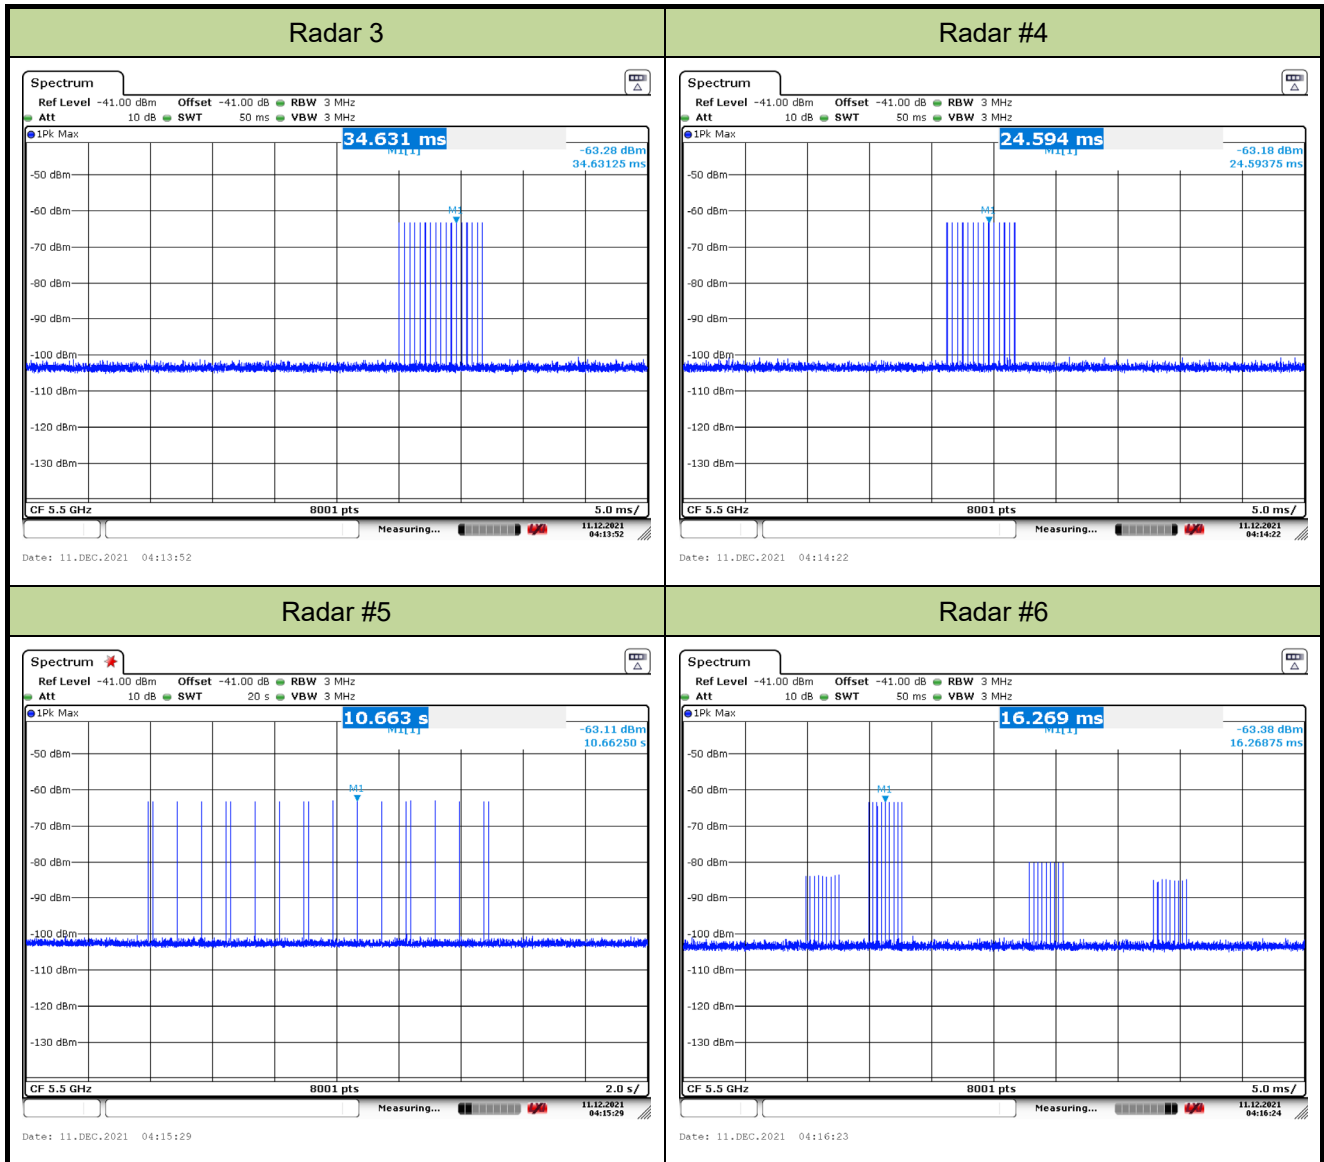 Radar 3
Spectrum
Ref Level -41.00 dBm Offset -41.00 dB RBW 3 MHz
Att 10 dB SWT 50 ms VBW 3 MHz
1Pk Max
34.631 ms
M1[1]
-63.28 dBm
34.63125 ms
-50 dBm
M1
-60 dBm
-70 dBm
-80 dBm
-90 dBm
-100 dBm
-110 dBm
-120 dBm
-130 dBm
CF 5.5 GHz 8001 pts 5.0 ms/
Measuring... 11.12.2021
04:13:52
Date: 11.DEC.2021 04:13:52
Radar #4
Spectrum
Ref Level -41.00 dBm Offset -41.00 dB RBW 3 MHz
Att 10 dB SWT 50 ms VBW 3 MHz
1Pk Max
24.594 ms
M1[1]
-63.18 dBm
24.59375 ms
-50 dBm
M1
-60 dBm
-70 dBm
-80 dBm
-90 dBm
-100 dBm
-110 dBm
-120 dBm
-130 dBm
CF 5.5 GHz 8001 pts 5.0 ms/
Measuring... 11.12.2021
04:14:22
Date: 11.DEC.2021 04:14:22
Radar #5
Spectrum
Ref Level -41.00 dBm Offset -41.00 dB RBW 3 MHz
Att 10 dB SWT 20 s VBW 3 MHz
1Pk Max
10.663 s
M1[1]
-63.11 dBm
10.66250 s
-50 dBm
M1
-60 dBm
-70 dBm
-80 dBm
-90 dBm
-100 dBm
-110 dBm
-120 dBm
-130 dBm
CF 5.5 GHz 8001 pts 2.0 s/
Measuring... 11.12.2021
04:15:29
Date: 11.DEC.2021 04:15:29
Radar #6
Spectrum
Ref Level -41.00 dBm Offset -41.00 dB RBW 3 MHz
Att 10 dB SWT 50 ms VBW 3 MHz
1Pk Max
16.269 ms
M1[1]
-63.38 dBm
16.26875 ms
-50 dBm
M1
-60 dBm
-70 dBm
-80 dBm
-90 dBm
-100 dBm
-110 dBm
-120 dBm
-130 dBm
CF 5.5 GHz 8001 pts 5.0 ms/
Measuring... 11.12.2021
04:16:24
Date: 11.DEC.2021 04:16:23